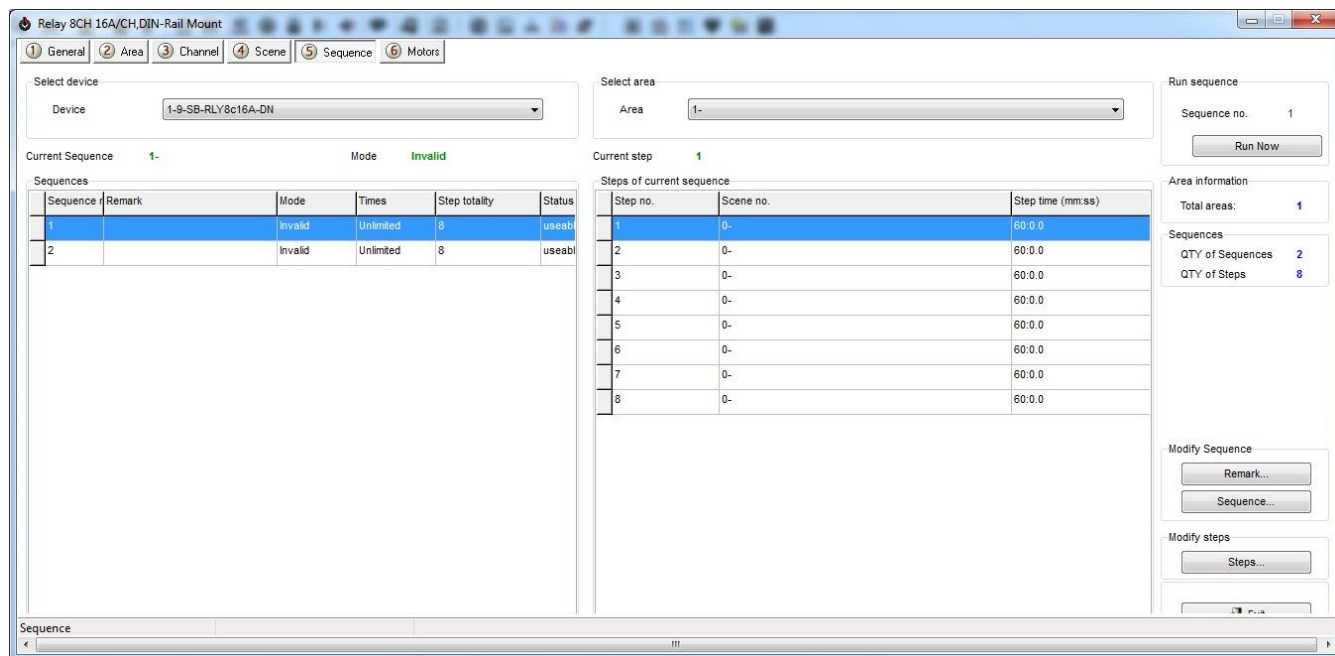 Relay 8CH 16A/CH,DIN-Rail Mount
1 General 2 Area 3 Channel 4 Scene 5 Sequence 6 Motors
Select device
Device 1-9-SB-RLY8c16A-DN
Select area
Area 1-
Run sequence
Sequence no. 1
Run Now
Current Sequence 1- Mode Invalid
Current step 1
Sequences
Sequence r Remark Mode Times Step totality Status
1 Invalid Unlimited 8 useabl
2 Invalid Unlimited 8 useabl
Steps of current sequence
Step no. Scene no. Step time (mm:ss)
1 0- 60:0.0
2 0- 60:0.0
3 0- 60:0.0
4 0- 60:0.0
5 0- 60:0.0
6 0- 60:0.0
7 0- 60:0.0
8 0- 60:0.0
Area information
Total areas: 1
Sequences
QTY of Sequences 2
QTY of Steps 8
Modify Sequence
Remark...
Sequence...
Modify steps
Steps...
Exit
Sequence